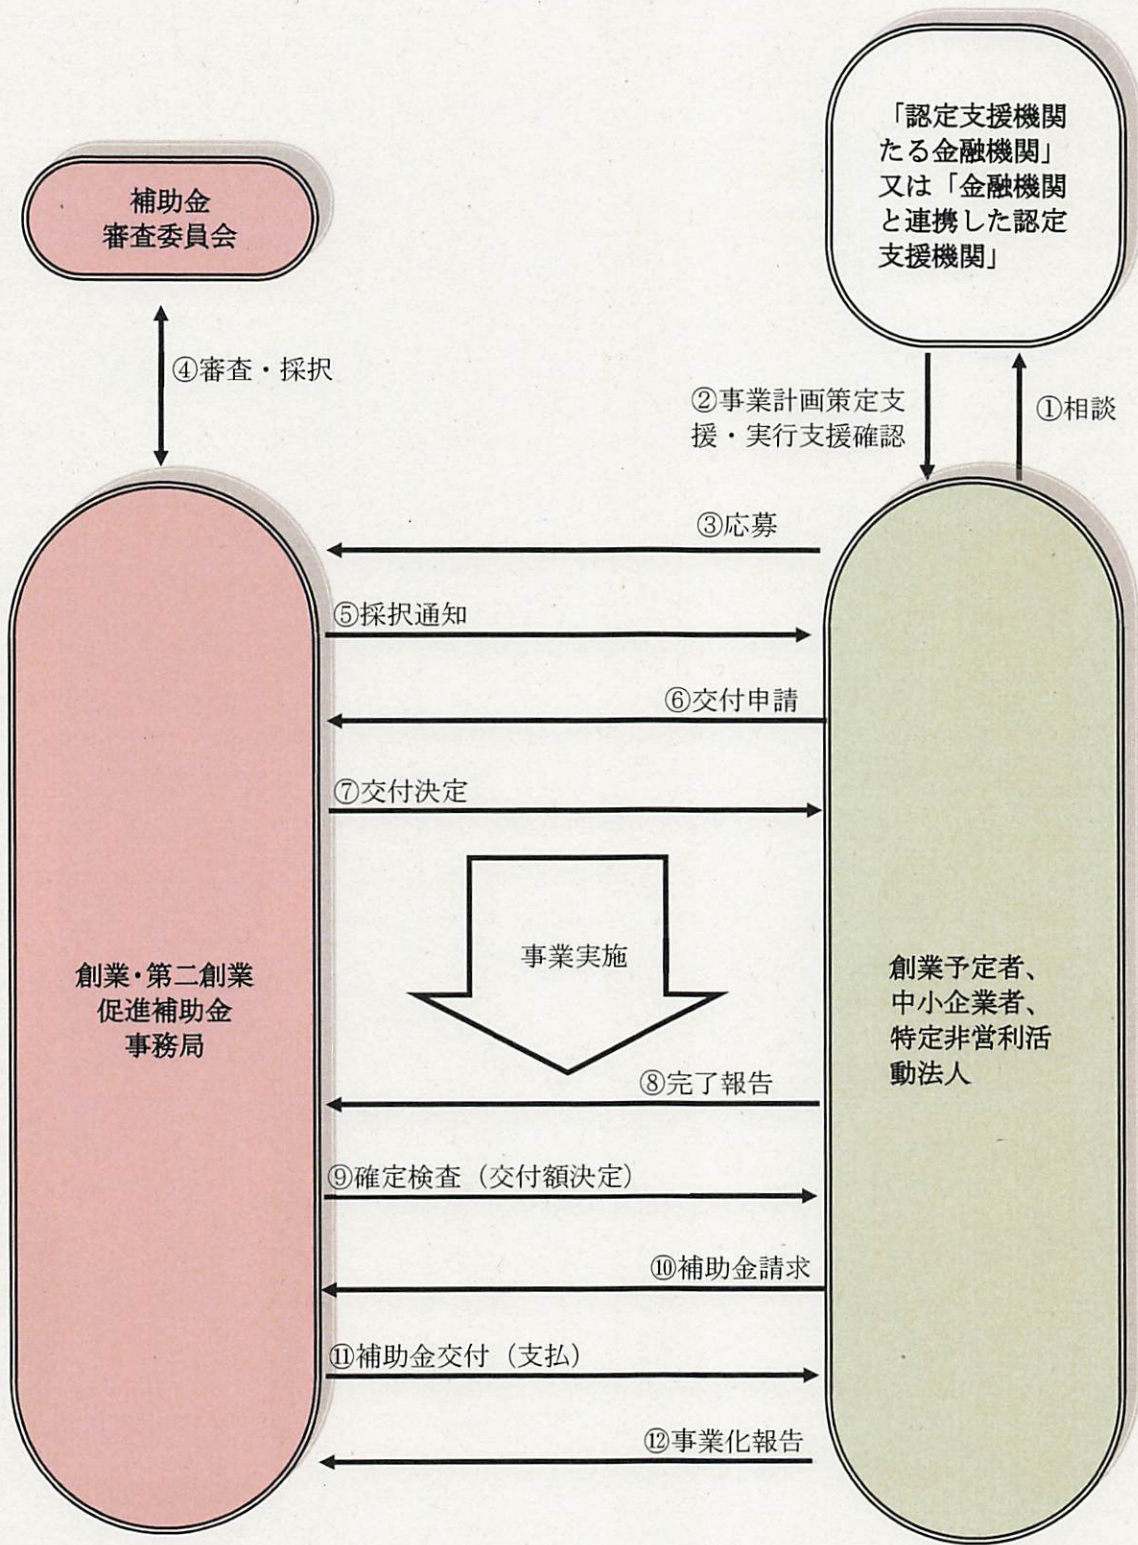 「認定支援機関
たる金融機関」
又は「金融機関
と連携した認定
支援機関」
補助金
審査委員会
④審査・採択
②事業計画策定支
援・実行支援確認
①相談
③応募
⑤採択通知
⑥交付申請
⑦交付決定
事業実施
創業・第二創業
促進補助金
事務局
創業予定者、
中小企業者、
特定非営利活
動法人
⑧完了報告
⑨確定検査（交付額決定）
⑩補助金請求
⑪補助金交付（支払）
⑫事業化報告